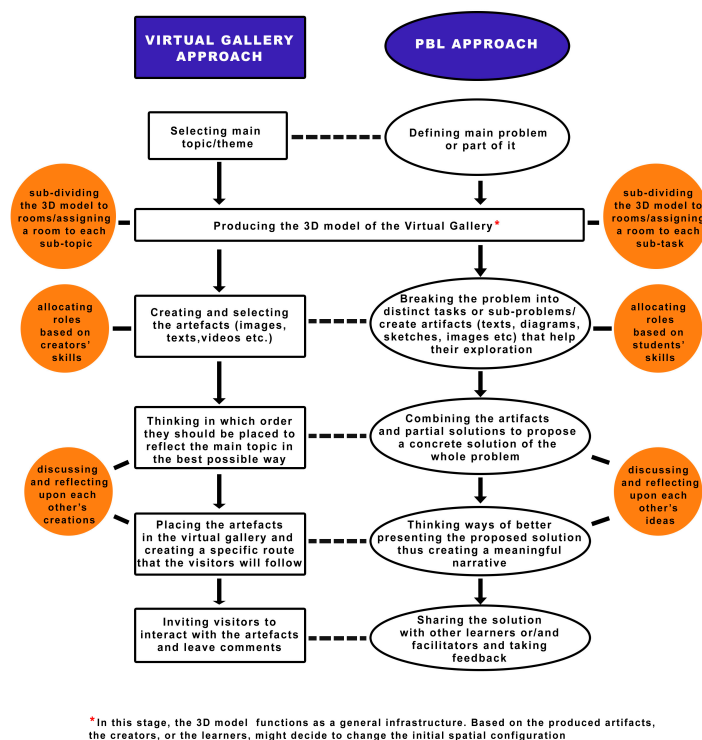 VIRTUAL GALLERY
APPROACH
PBL APPROACH
Selecting main
topic/theme
Defining main problem
or part of it
sub-dividing
the 3D model to
rooms/assigning
a room to each
sub-topic
Producing the 3D model of the Virtual Gallery*
sub-dividing
the 3D model to
rooms/assigning
a room to each
sub-task
allocating
roles
based on
creators'
skills
Creating and selecting
the artefacts (images,
texts,videos etc.)
Breaking the problem into
distinct tasks or sub-problems/
create artifacts (texts, diagrams,
sketches, images etc) that help
their exploration
allocating
roles
based on
students'
skills
Thinking in which order
they should be placed to
reflect the main topic in
the best possible way
Combining the artifacts
and partial solutions to propose
a concrete solution of the
whole problem
discussing
and reflecting
upon each
other's
creations
discussing
and reflecting
upon each
other's
ideas
Placing the artefacts
in the virtual gallery and
creating a specific route
that the visitors will follow
Thinking ways of better
presenting the proposed solution
thus creating a meaningful
narrative
Inviting visitors to
interact with the artefacts
and leave comments
Sharing the solution
with other learners or/and
facilitators and taking
feedback
*In this stage, the 3D model functions as a general infrastructure. Based on the produced artifacts,
the creators, or the learners, might decide to change the initial spatial configuration